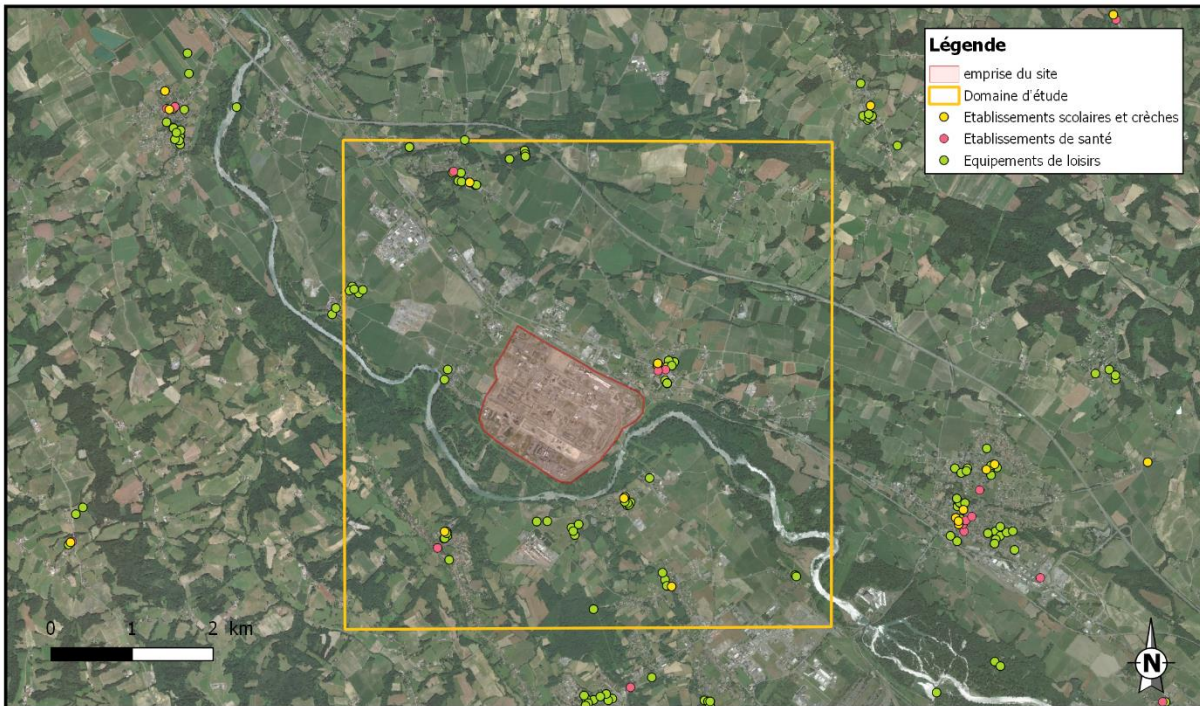 Légende
emprise du site
Domaine d'étude
Etablissements scolaires et crèches
Etablissements de santé
Equipements de loisirs
0 1 2 km
N